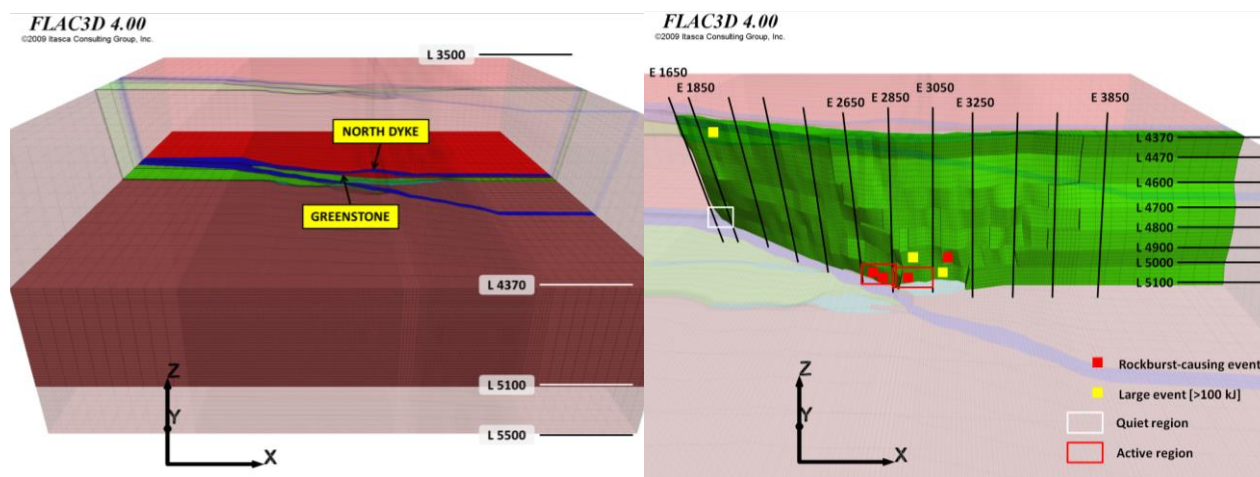 FLAC3D 4.00
©2009 Itasca Consulting Group, Inc.
L 3500
NORTH DYKE
GREENSTONE
L 4370
L 5100
L 5500
Z
Y
X
FLAC3D 4.00
©2009 Itasca Consulting Group, Inc.
E 1650
E 1850
E 2650
E 2850
E 3050
E 3250
E 3850
L 4370
L 4470
L 4600
L 4700
L 4800
L 4900
L 5000
L 5100
Z
Y
X
Rockburst-causing event
Large event [>100 kJ]
Quiet region
Active region